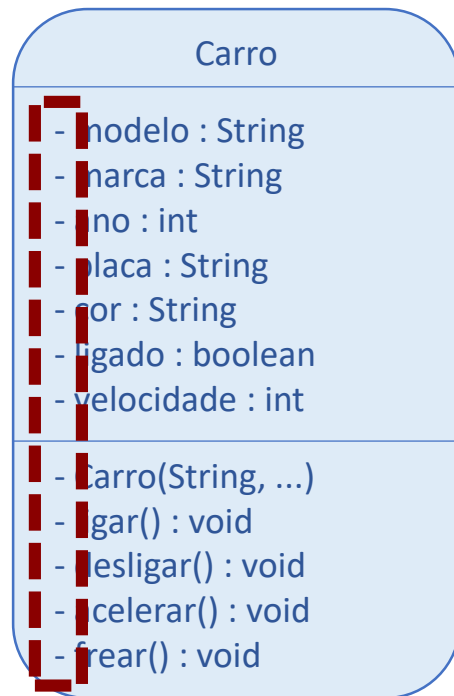 Carro
- modelo : String
- marca : String
- ano : int
- placa : String
- cor : String
- ligado : boolean
- velocidade : int
- Carro(String, ...)
- ligar() : void
- desligar() : void
- acelerar() : void
- frear() : void